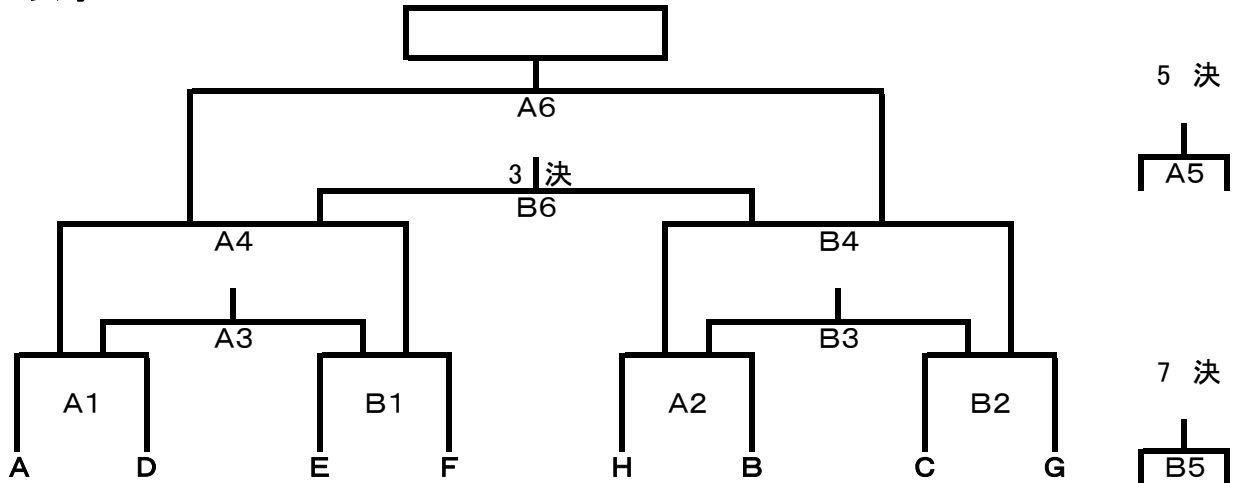 5 決
A6
3 決
A5
B6
A4 B4
A3 B3
7 決
A1 B1 A2 B2
A D E F H B C G B5